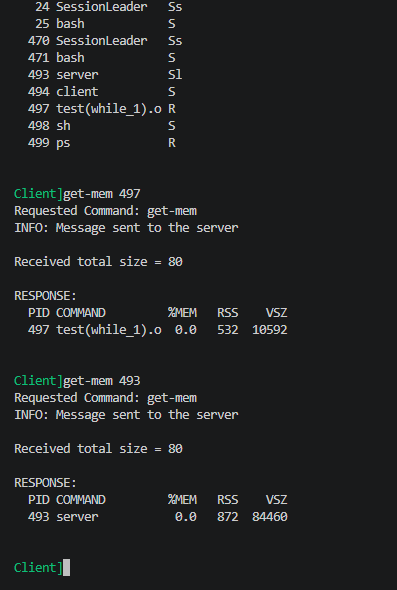 24 SessionLeader   Ss
25 bash            S
470 SessionLeader   Ss
471 bash            S
493 server          Sl
494 client          S
497 test(while_1).o R
498 sh              S
499 ps              R
Client]get-mem 497
Requested Command: get-mem
INFO: Message sent to the server
Received total size = 80
RESPONSE:
PID COMMAND         %MEM   RSS    VSZ
497 test(while_1).o  0.0   532  10592
Client]get-mem 493
Requested Command: get-mem
INFO: Message sent to the server
Received total size = 80
RESPONSE:
PID COMMAND         %MEM   RSS    VSZ
493 server           0.0   872  84460
Client]